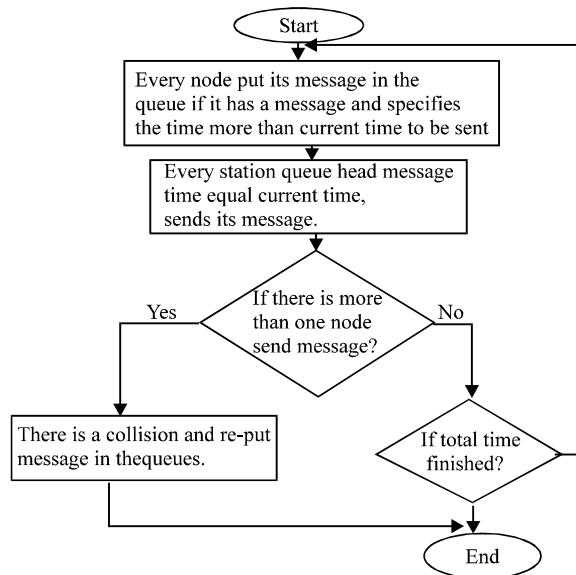 Start
Every node put its message in the
queue if it has a message and specifies
the time more than current time to be sent
Every station queue head message
time equal current time,
sends its message.
If there is more
than one node
send message?
Yes
No
There is a collision and re-put
message in thequeues.
If total time
finished?
End